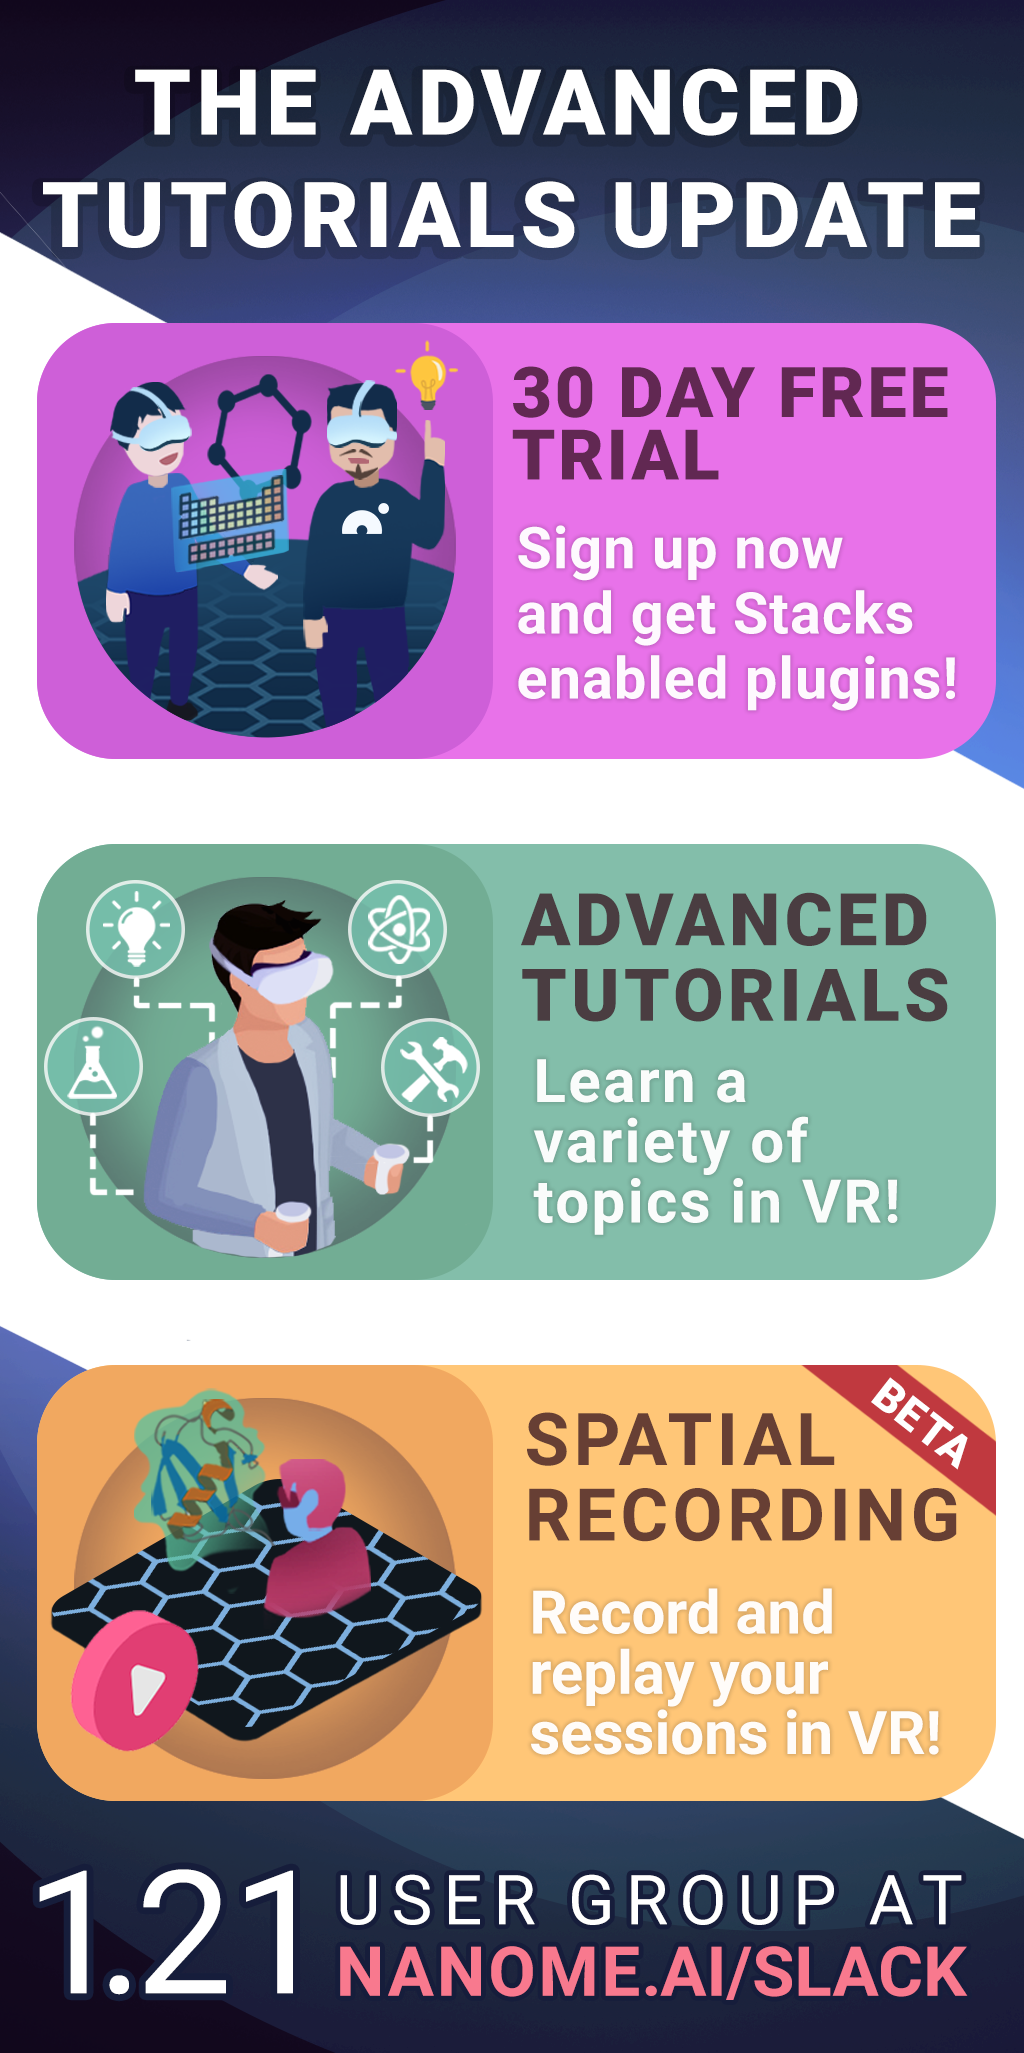 THE ADVANCED
TUTORIALS UPDATE
30 DAY FREE
TRIAL
Sign up now
and get Stacks
enabled plugins!
ADVANCED
TUTORIALS
Learn a
variety of
topics in VR!
BETA
SPATIAL
RECORDING
Record and
replay your
sessions in VR!
1.21
USER GROUP AT
NANOME.AI/SLACK